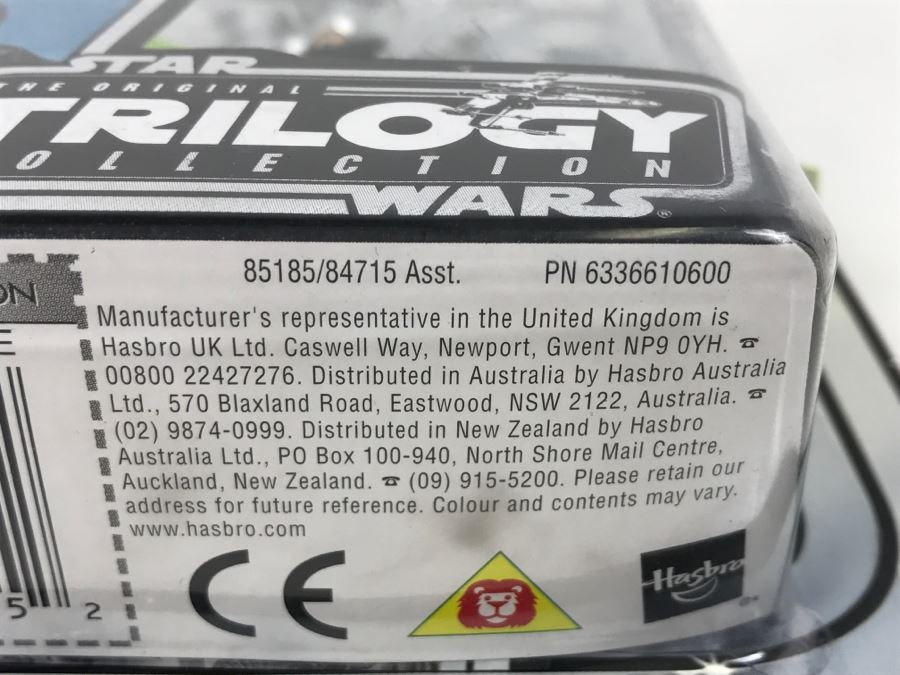 STAR
THE ORIGINAL
TRILOGY
COLLECTION
WARS®
ON
E
85185/84715 Asst. PN 6336610600
Manufacturer's representative in the United Kingdom is
Hasbro UK Ltd. Caswell Way, Newport, Gwent NP9 0YH. ☎
00800 22427276. Distributed in Australia by Hasbro Australia
Ltd., 570 Blaxland Road, Eastwood, NSW 2122, Australia. ☎
(02) 9874-0999. Distributed in New Zealand by Hasbro
Australia Ltd., PO Box 100-940, North Shore Mail Centre,
Auckland, New Zealand. ☎ (09) 915-5200. Please retain our
address for future reference. Colour and contents may vary.
www.hasbro.com
5 2
CE
Hasbro